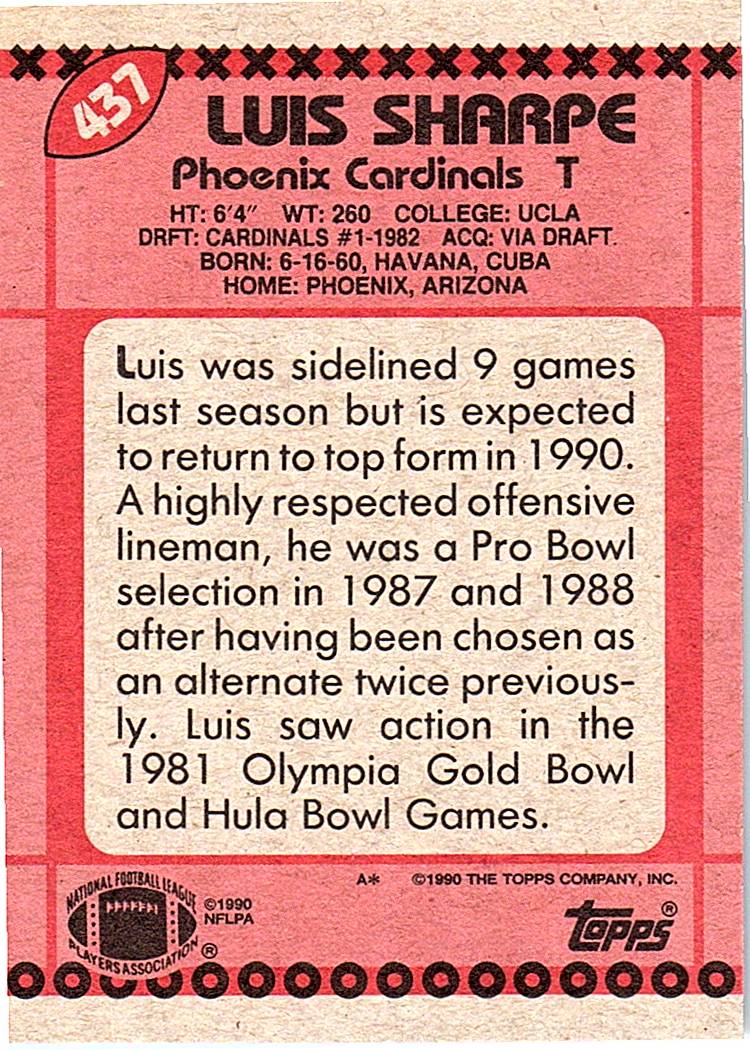 437
LUIS SHARPE
Phoenix Cardinals T
HT: 6'4" WT: 260 COLLEGE: UCLA
DRFT: CARDINALS #1-1982 ACQ: VIA DRAFT.
BORN: 6-16-60, HAVANA, CUBA
HOME: PHOENIX, ARIZONA
Luis was sidelined 9 games
last season but is expected
to return to top form in 1990.
A highly respected offensive
lineman, he was a Pro Bowl
selection in 1987 and 1988
after having been chosen as
an alternate twice previous-
ly. Luis saw action in the
1981 Olympia Gold Bowl
and Hula Bowl Games.
A* ©1990 THE TOPPS COMPANY, INC.
NATIONAL FOOTBALL LEAGUE
PLAYERS ASSOCIATION ®
©1990
NFLPA
topps®